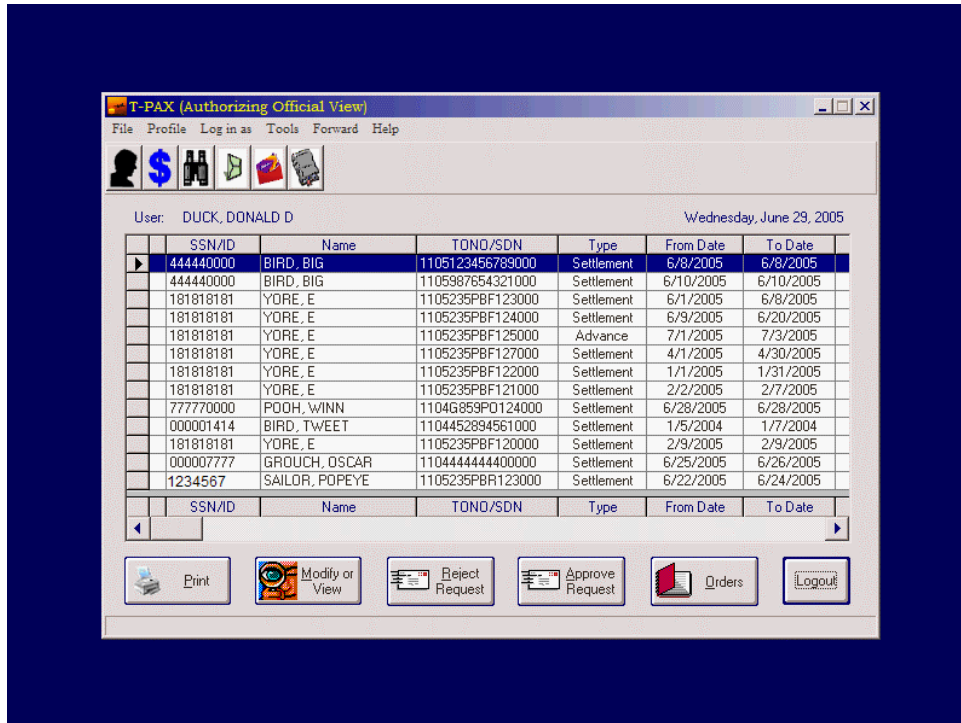 T-PAX (Authorizing Official View)
File Profile Log in as Tools Forward Help
User: DUCK, DONALD D Wednesday, June 29, 2005
SSN/ID Name TONO/SDN Type From Date To Date
444440000 BIRD, BIG 1105123456789000 Settlement 6/8/2005 6/8/2005
444440000 BIRD, BIG 1105987654321000 Settlement 6/10/2005 6/10/2005
181818181 YORE, E 1105235PBF123000 Settlement 6/1/2005 6/8/2005
181818181 YORE, E 1105235PBF124000 Settlement 6/9/2005 6/20/2005
181818181 YORE, E 1105235PBF125000 Advance 7/1/2005 7/3/2005
181818181 YORE, E 1105235PBF127000 Settlement 4/1/2005 4/30/2005
181818181 YORE, E 1105235PBF122000 Settlement 1/1/2005 1/31/2005
181818181 YORE, E 1105235PBF121000 Settlement 2/2/2005 2/7/2005
777770000 POOH, WINN 1104G859PO124000 Settlement 6/28/2005 6/28/2005
000001414 BIRD, TWEET 1104452894561000 Settlement 1/5/2004 1/7/2004
181818181 YORE, E 1105235PBF120000 Settlement 2/9/2005 2/9/2005
000007777 GROUCH, OSCAR 1104444444400000 Settlement 6/25/2005 6/26/2005
1234567 SAILOR, POPEYE 1105235PBR123000 Settlement 6/22/2005 6/24/2005
SSN/ID Name TONO/SDN Type From Date To Date
Print
Modify or
View
Reject
Request
Approve
Request
Orders
Logout